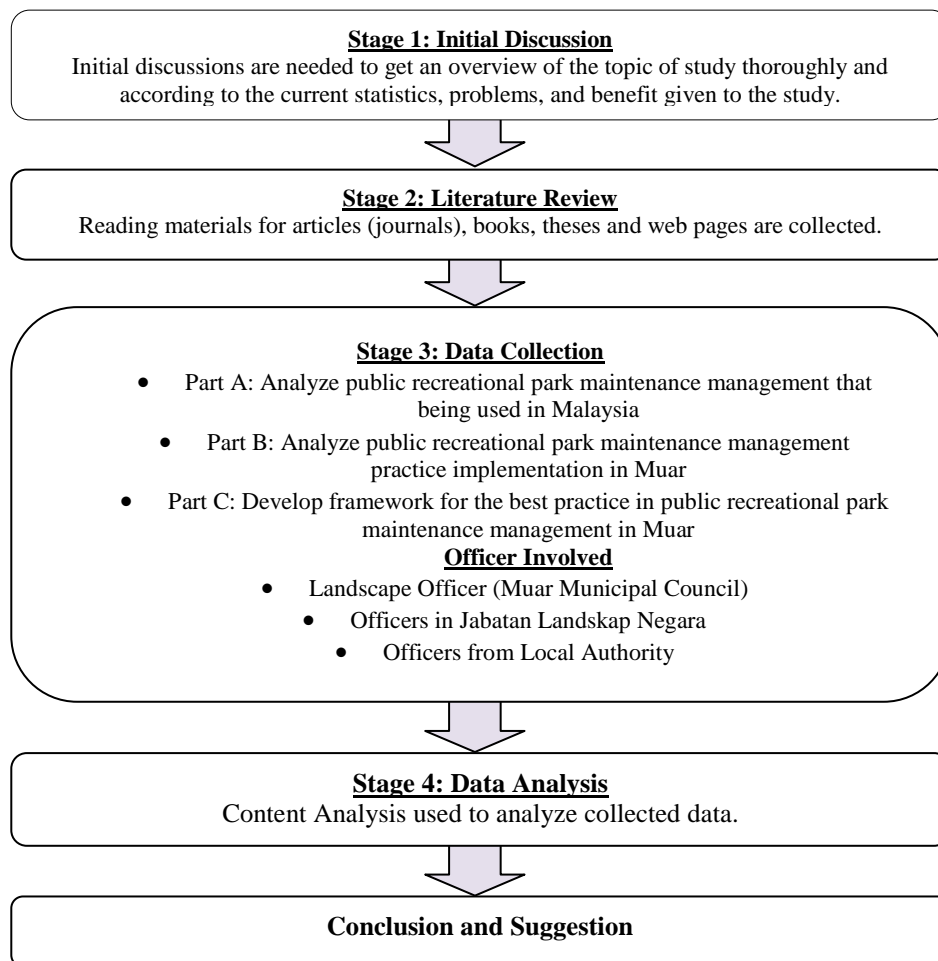 Stage 1: Initial Discussion
Initial discussions are needed to get an overview of the topic of study thoroughly and
according to the current statistics, problems, and benefit given to the study.
Stage 2: Literature Review
Reading materials for articles (journals), books, theses and web pages are collected.
Stage 3: Data Collection
• Part A: Analyze public recreational park maintenance management that
being used in Malaysia
• Part B: Analyze public recreational park maintenance management
practice implementation in Muar
• Part C: Develop framework for the best practice in public recreational park
maintenance management in Muar
Officer Involved
• Landscape Officer (Muar Municipal Council)
• Officers in Jabatan Landskap Negara
• Officers from Local Authority
Stage 4: Data Analysis
Content Analysis used to analyze collected data.
Conclusion and Suggestion